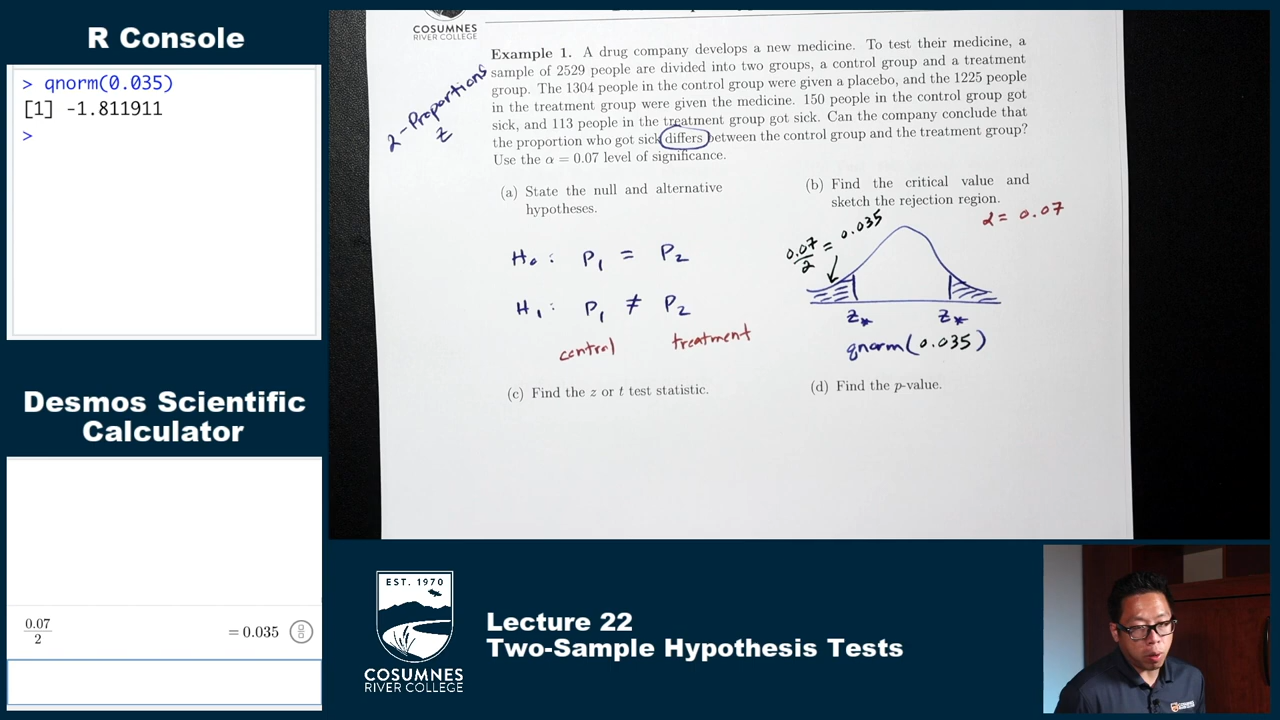 R Console
> qnorm(0.035)
[1] -1.811911
>
Desmos Scientific
Calculator
0.07
2
= 0.035
COSUMNES
RIVER COLLEGE
2-Proportions
Z
Example 1. A drug company develops a new medicine. To test their medicine, a
sample of 2529 people are divided into two groups, a control group and a treatment
group. The 1304 people in the control group were given a placebo, and the 1225 people
in the treatment group were given the medicine. 150 people in the control group got
sick, and 113 people in the treatment group got sick. Can the company conclude that
the proportion who got sick differs between the control group and the treatment group?
Use the α = 0.07 level of significance.
(a) State the null and alternative
hypotheses.
H₀ : P₁ = P₂
H₁ : P₁ ≠ P₂
control treatment
(b) Find the critical value and
sketch the rejection region.
α = 0.07
0.07/2 = 0.035
Z* Z*
qnorm(0.035)
(c) Find the z or t test statistic.
(d) Find the p-value.
EST. 1970
COSUMNES
RIVER COLLEGE
Lecture 22
Two-Sample Hypothesis Tests